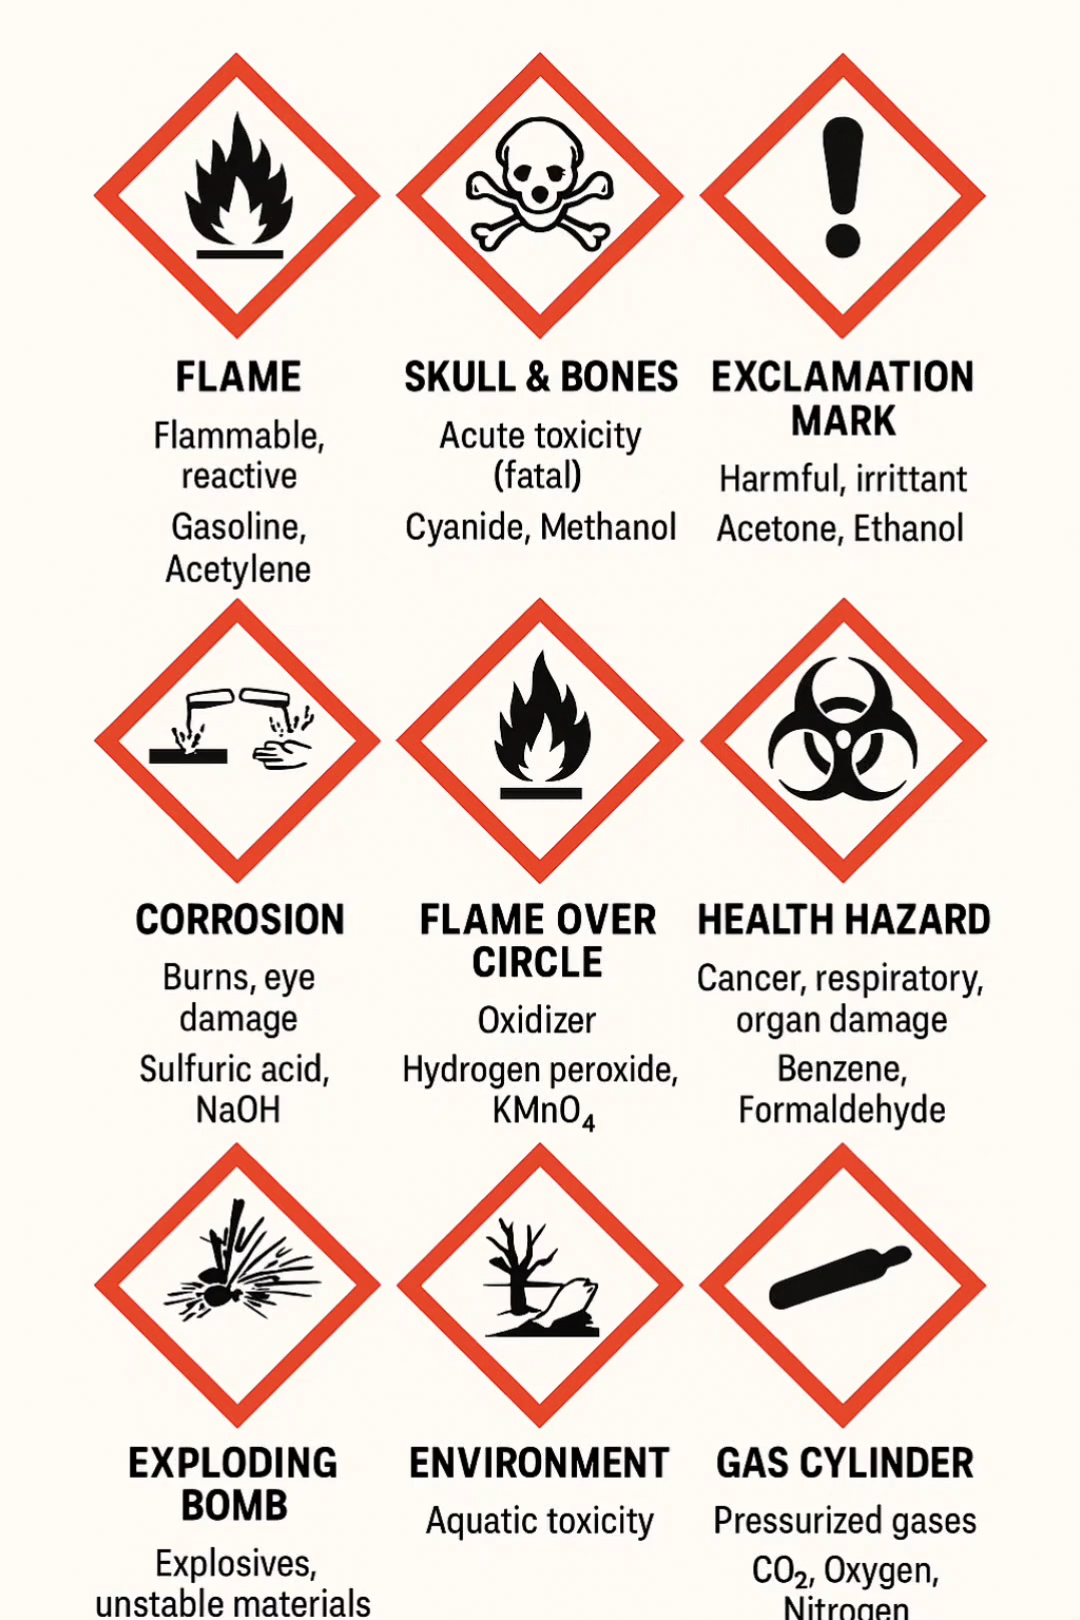 FLAME
Flammable,
reactive
Gasoline,
Acetylene
SKULL & BONES
Acute toxicity
(fatal)
Cyanide, Methanol
EXCLAMATION
MARK
Harmful, irrittant
Acetone, Ethanol
CORROSION
Burns, eye
damage
Sulfuric acid,
NaOH
FLAME OVER
CIRCLE
Oxidizer
Hydrogen peroxide,
KMnO₄
HEALTH HAZARD
Cancer, respiratory,
organ damage
Benzene,
Formaldehyde
EXPLODING
BOMB
Explosives,
unstable materials
ENVIRONMENT
Aquatic toxicity
GAS CYLINDER
Pressurized gases
CO₂, Oxygen,
Nitrogen